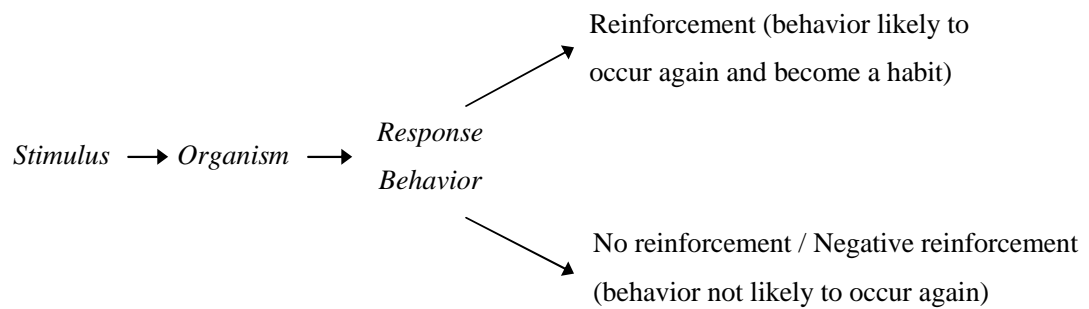 Reinforcement (behavior likely to
occur again and become a habit)
Stimulus
Organism
Response
Behavior
No reinforcement / Negative reinforcement
(behavior not likely to occur again)